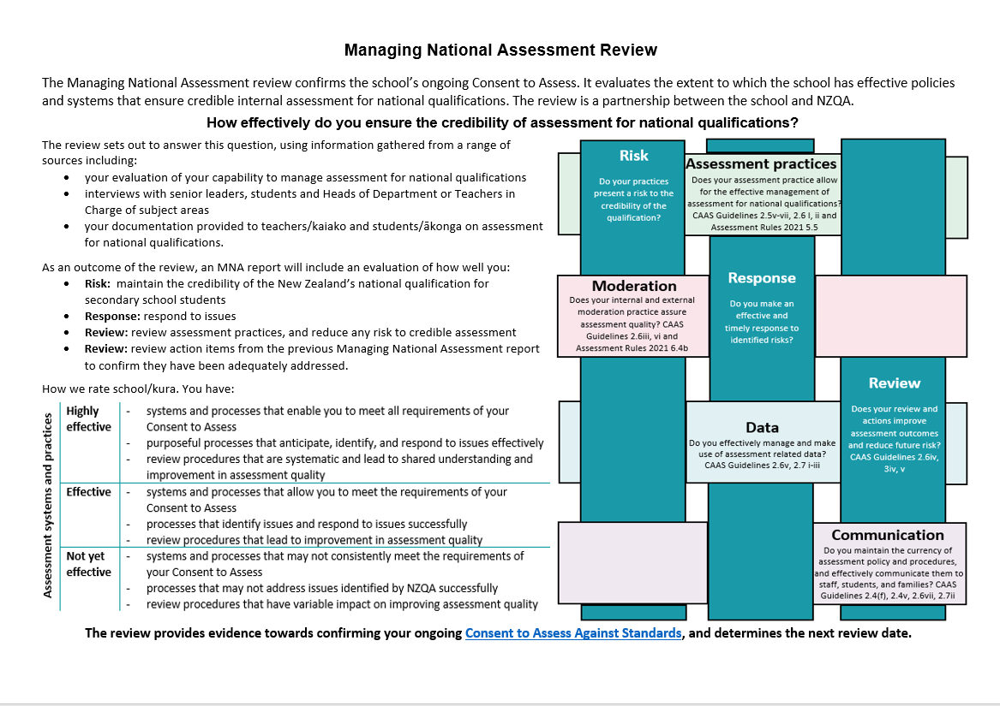 Managing National Assessment Review
The Managing National Assessment review confirms the school's ongoing Consent to Assess. It evaluates the extent to which the school has effective policies
and systems that ensure credible internal assessment for national qualifications. The review is a partnership between the school and NZQA.
How effectively do you ensure the credibility of assessment for national qualifications?
The review sets out to answer this question, using information gathered from a range of
sources including:
• your evaluation of your capability to manage assessment for national qualifications
• interviews with senior leaders, students and Heads of Department or Teachers in
Charge of subject areas
• your documentation provided to teachers/kaiako and students/ākonga on assessment
for national qualifications.
As an outcome of the review, an MNA report will include an evaluation of how well you:
• Risk: maintain the credibility of the New Zealand's national qualification for
secondary school students
• Response: respond to issues
• Review: review assessment practices, and reduce any risk to credible assessment
• Review: review action items from the previous Managing National Assessment report
to confirm they have been adequately addressed.
How we rate school/kura. You have:
Assessment systems and practices
Highly
effective
- systems and processes that enable you to meet all requirements of your
Consent to Assess
- purposeful processes that anticipate, identify, and respond to issues effectively
- review procedures that are systematic and lead to shared understanding and
improvement in assessment quality
Effective
- systems and processes that allow you to meet the requirements of your
Consent to Assess
- processes that identify issues and respond to issues successfully
- review procedures that lead to improvement in assessment quality
Not yet
effective
- systems and processes that may not consistently meet the requirements of
your Consent to Assess
- processes that may not address issues identified by NZQA successfully
- review procedures that have variable impact on improving assessment quality
Risk
Do your practices
present a risk to the
credibility of the
qualification?
Assessment practices
Does your assessment practice allow
for the effective management of
assessment for national qualifications?
CAAS Guidelines 2.5v-vii, 2.6 I, ii and
Assessment Rules 2021 5.5
Moderation
Does your internal and external
moderation practice assure
assessment quality? CAAS
Guidelines 2.6iii, vi and
Assessment Rules 2021 6.4b
Response
Do you make an
effective and
timely response to
identified risks?
Review
Does your review and
actions improve
assessment outcomes
and reduce future risk?
CAAS Guidelines 2.6iv,
3iv, v
Data
Do you effectively manage and make
use of assessment related data?
CAAS Guidelines 2.6v, 2.7 i-iii
Communication
Do you maintain the currency of
assessment policy and procedures,
and effectively communicate them to
staff, students, and families? CAAS
Guidelines 2.4(f), 2.4v, 2.6vii, 2.7ii
The review provides evidence towards confirming your ongoing Consent to Assess Against Standards, and determines the next review date.